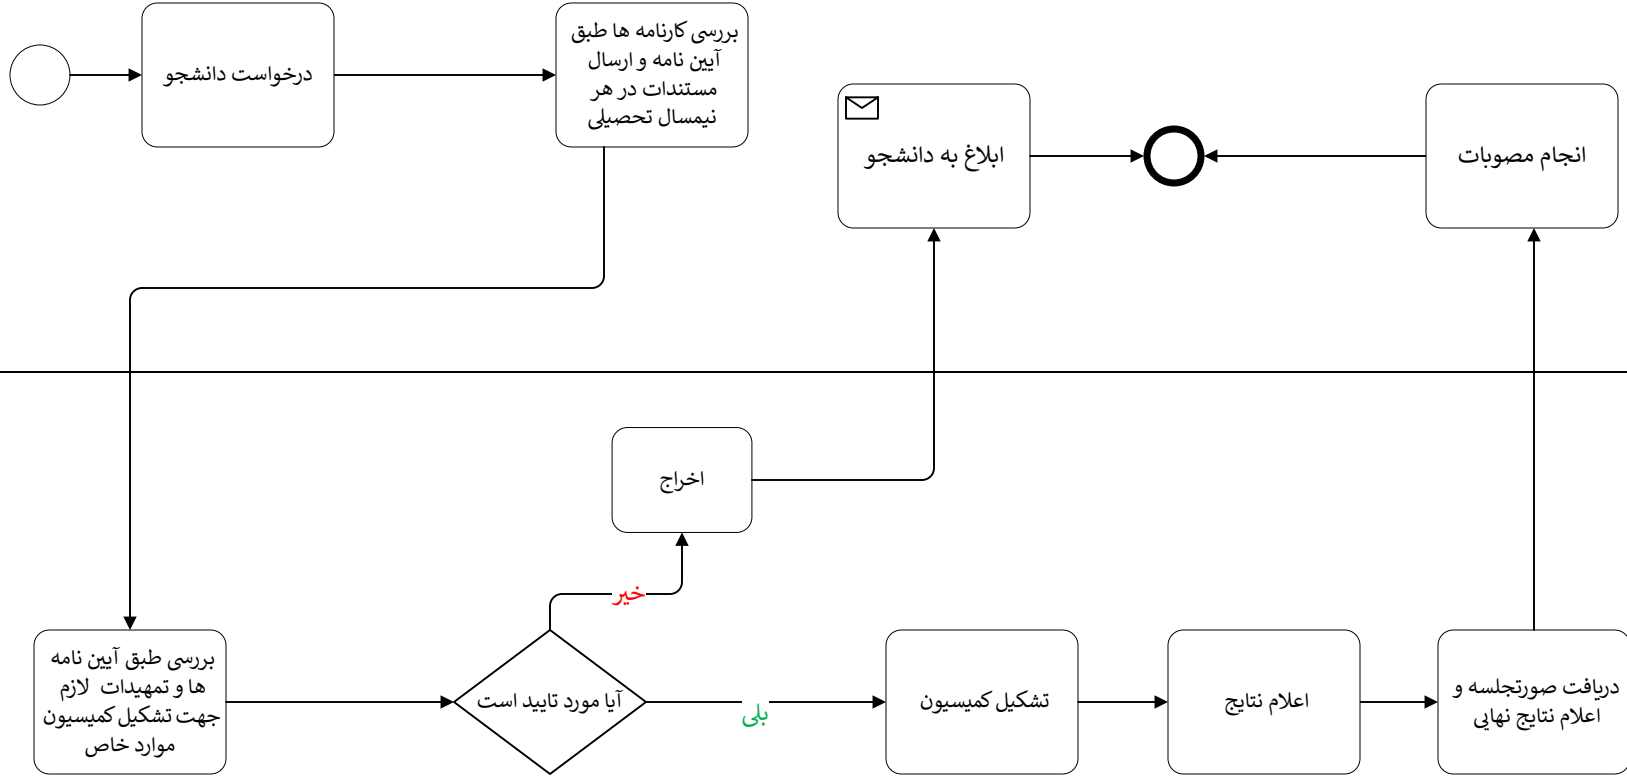 درخواست دانشجو
بررسی کارنامه ها طبق
آیین نامه و ارسال
مستندات در هر
نیمسال تحصیلی
ابلاغ به دانشجو
انجام مصوبات
اخراج
خیر
بررسی طبق آیین نامه
ها و تمهیدات لازم
جهت تشکیل کمیسیون
موارد خاص
آیا مورد تایید است
بلی
تشکیل کمیسیون
اعلام نتایج
دریافت صورتجلسه و
اعلام نتایج نهایی